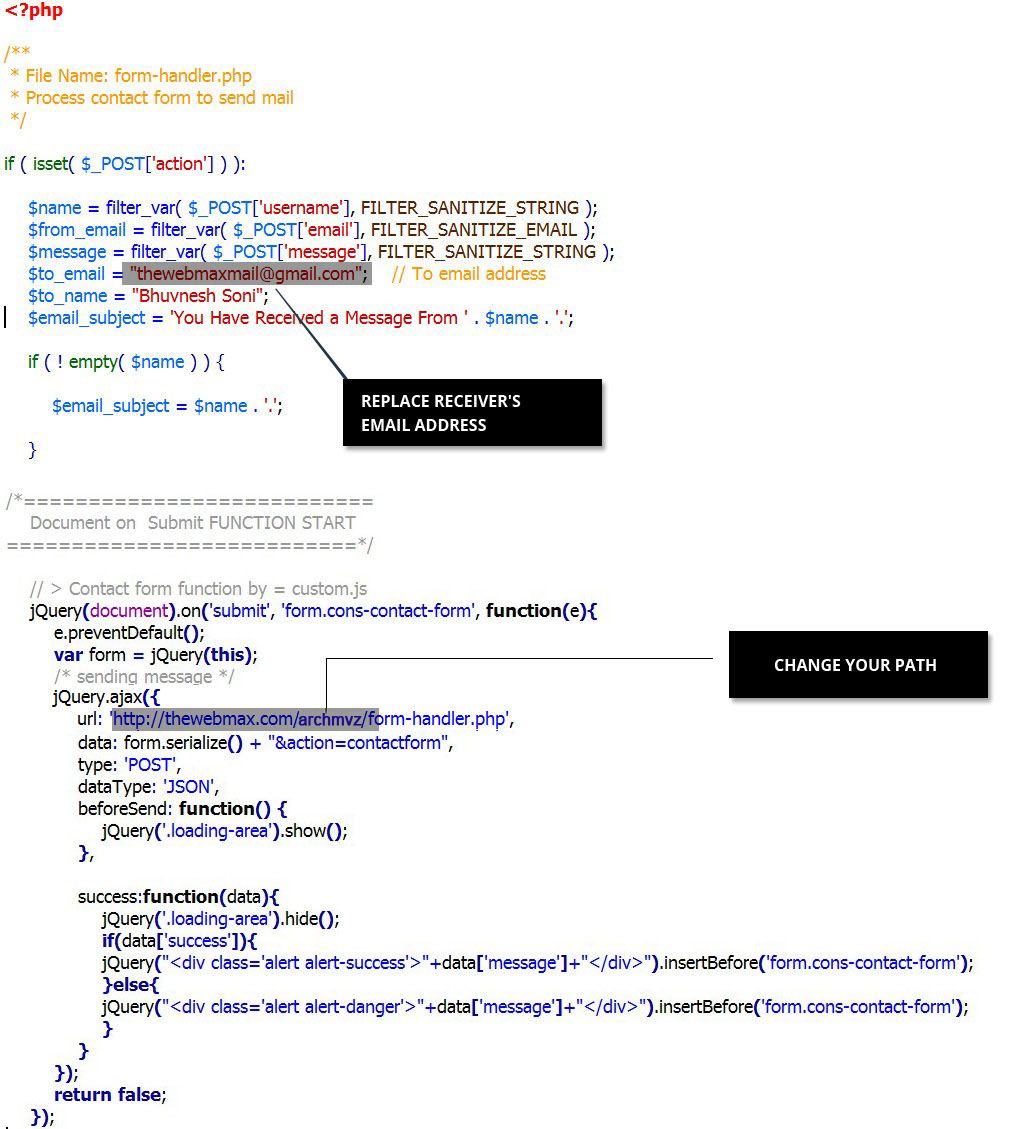 <?php
/**
* File Name: form-handler.php
* Process contact form to send mail
*/
if ( isset( $_POST['action'] ) ):
$name = filter_var( $_POST['username'], FILTER_SANITIZE_STRING );
$from_email = filter_var( $_POST['email'], FILTER_SANITIZE_EMAIL );
$message = filter_var( $_POST['message'], FILTER_SANITIZE_STRING );
$to_email = "thewebmaxmail@gmail.com"; // To email address
$to_name = "Bhuvnesh Soni";
$email_subject = 'You Have Received a Message From ' . $name . '.';
if ( ! empty( $name ) ) {
$email_subject = $name . '.';
REPLACE RECEIVER'S
EMAIL ADDRESS
}
/*===========================
Document on  Submit FUNCTION START
===========================*/
// > Contact form function by = custom.js
jQuery(document).on('submit', 'form.cons-contact-form', function(e){
e.preventDefault();
var form = jQuery(this);
/* sending message */
CHANGE YOUR PATH
jQuery.ajax({
url: 'http://thewebmax.com/archmvz/form-handler.php',
data: form.serialize() + "&action=contactform",
type: 'POST',
dataType: 'JSON',
beforeSend: function() {
jQuery('.loading-area').show();
},
success:function(data){
jQuery('.loading-area').hide();
if(data['success']){
jQuery("<div class='alert alert-success'>"+data['message']+"</div>").insertBefore('form.cons-contact-form');
}else{
jQuery("<div class='alert alert-danger'>"+data['message']+"</div>").insertBefore('form.cons-contact-form');
}
}
});
return false;
});